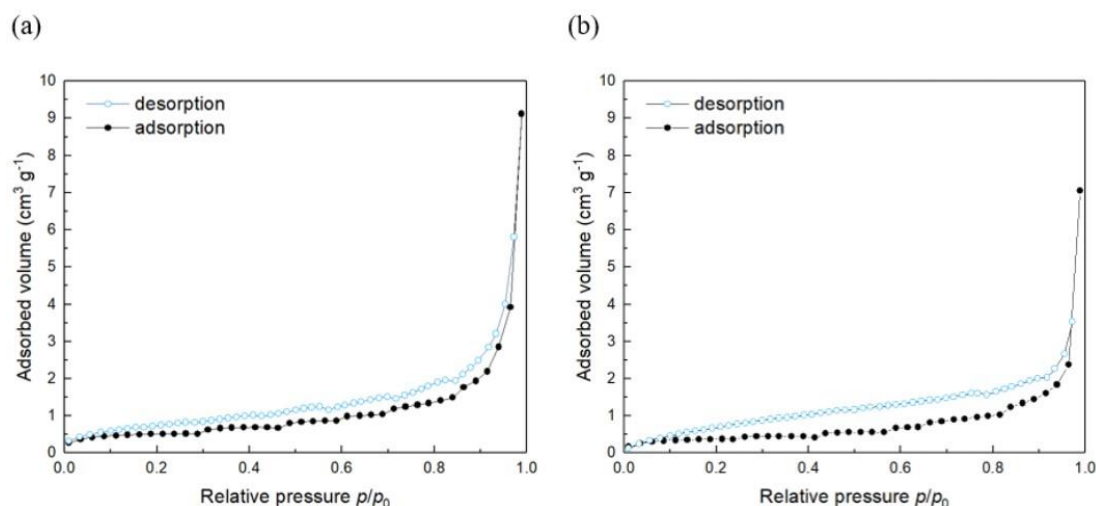 (a)
(b)
10
9
8
7
6
5
4
3
2
1
0
0.0 0.2 0.4 0.6 0.8 1.0
desorption
adsorption
Adsorbed volume (cm³ g⁻¹)
Relative pressure p/p₀
10
9
8
7
6
5
4
3
2
1
0
0.0 0.2 0.4 0.6 0.8 1.0
desorption
adsorption
Adsorbed volume (cm³ g⁻¹)
Relative pressure p/p₀